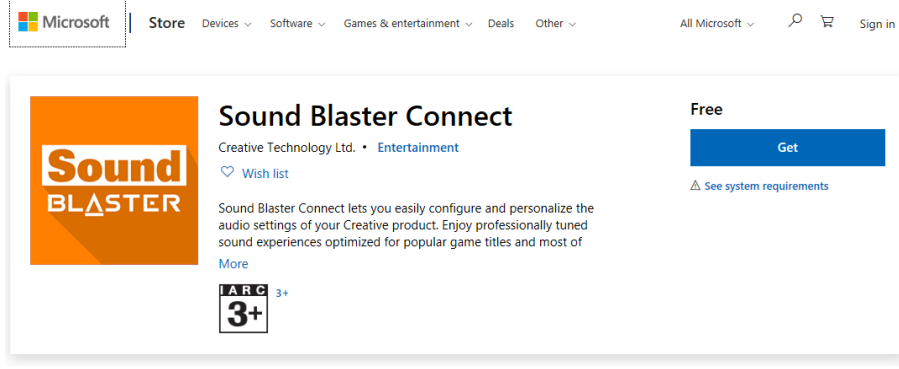 Microsoft Store Devices Software Games & entertainment Deals Other All Microsoft Sign in
Sound BLASTER
Sound Blaster Connect
Creative Technology Ltd. • Entertainment
Wish list
Sound Blaster Connect lets you easily configure and personalize the
audio settings of your Creative product. Enjoy professionally tuned
sound experiences optimized for popular game titles and most of
More
IARC
3+
3+
Free
Get
See system requirements